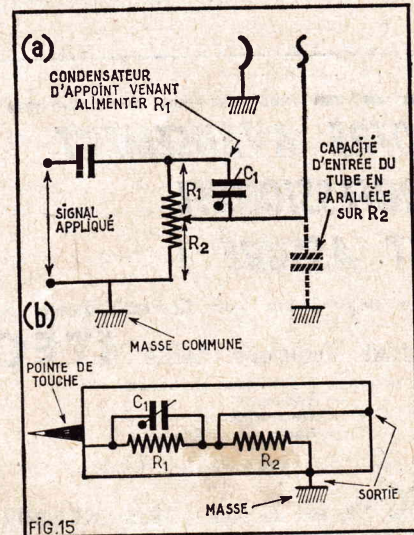 (a)
CONDENSATEUR
D'APPOINT VENANT
ALIMENTER R1
C1
R1
R2
SIGNAL
APPLIQUÉ
CAPACITÉ
D'ENTRÉE DU
TUBE EN
PARALLÈLE
SUR R2
MASSE COMMUNE
(b)
POINTE DE
TOUCHE
C1
R1
R2
SORTIE
MASSE
FIG.15